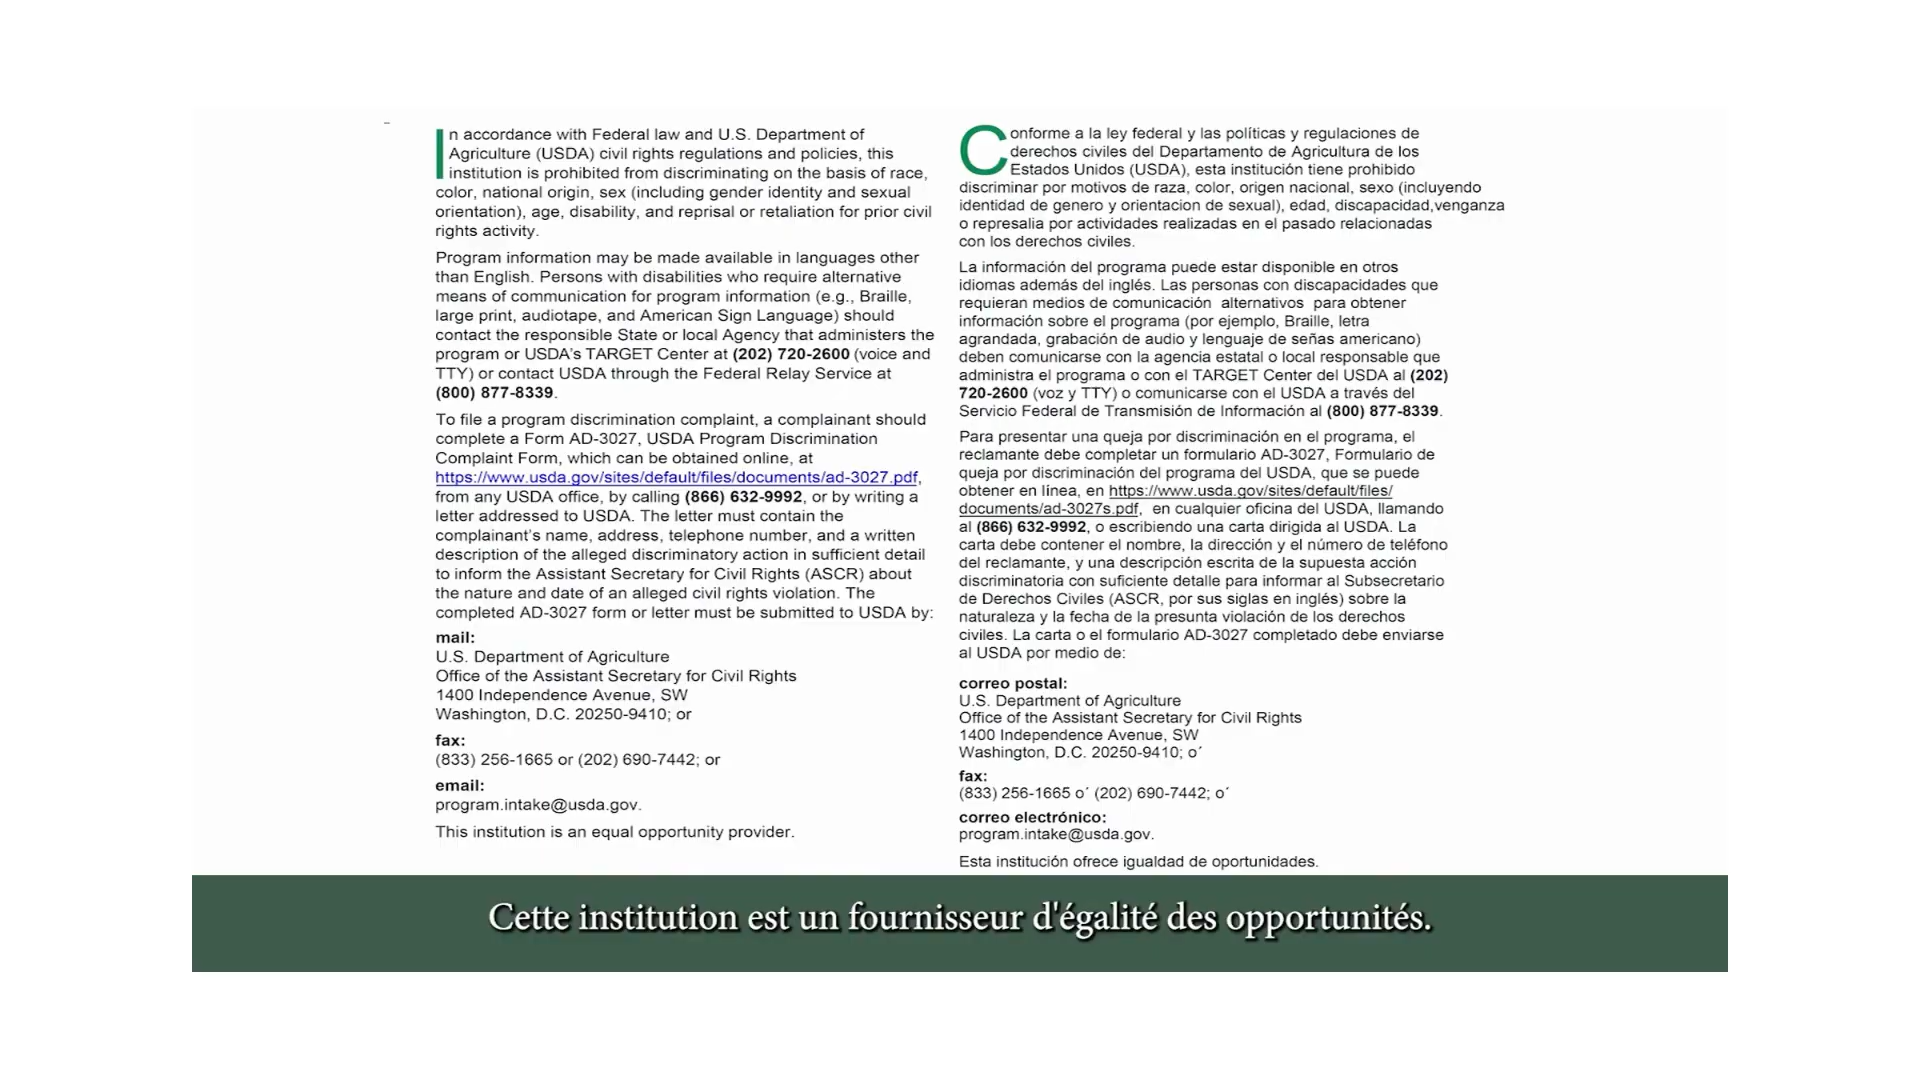 In accordance with Federal law and U.S. Department of
Agriculture (USDA) civil rights regulations and policies, this
institution is prohibited from discriminating on the basis of race,
color, national origin, sex (including gender identity and sexual
orientation), age, disability, and reprisal or retaliation for prior civil
rights activity.
Program information may be made available in languages other
than English. Persons with disabilities who require alternative
means of communication for program information (e.g., Braille,
large print, audiotape, and American Sign Language) should
contact the responsible State or local Agency that administers the
program or USDA's TARGET Center at (202) 720-2600 (voice and
TTY) or contact USDA through the Federal Relay Service at
(800) 877-8339.
To file a program discrimination complaint, a complainant should
complete a Form AD-3027, USDA Program Discrimination
Complaint Form, which can be obtained online, at
https://www.usda.gov/sites/default/files/documents/ad-3027.pdf,
from any USDA office, by calling (866) 632-9992, or by writing a
letter addressed to USDA. The letter must contain the
complainant's name, address, telephone number, and a written
description of the alleged discriminatory action in sufficient detail
to inform the Assistant Secretary for Civil Rights (ASCR) about
the nature and date of an alleged civil rights violation. The
completed AD-3027 form or letter must be submitted to USDA by:
mail:
U.S. Department of Agriculture
Office of the Assistant Secretary for Civil Rights
1400 Independence Avenue, SW
Washington, D.C. 20250-9410; or
fax:
(833) 256-1665 or (202) 690-7442; or
email:
program.intake@usda.gov.
This institution is an equal opportunity provider.
Conforme a la ley federal y las políticas y regulaciones de
derechos civiles del Departamento de Agricultura de los
Estados Unidos (USDA), esta institución tiene prohibido
discriminar por motivos de raza, color, origen nacional, sexo (incluyendo
identidad de genero y orientacion de sexual), edad, discapacidad,venganza
o represalia por actividades realizadas en el pasado relacionadas
con los derechos civiles.
La información del programa puede estar disponible en otros
idiomas además del inglés. Las personas con discapacidades que
requieran medios de comunicación alternativos para obtener
información sobre el programa (por ejemplo, Braille, letra
agrandada, grabación de audio y lenguaje de señas americano)
deben comunicarse con la agencia estatal o local responsable que
administra el programa o con el TARGET Center del USDA al (202)
720-2600 (voz y TTY) o comunicarse con el USDA a través del
Servicio Federal de Transmisión de Información al (800) 877-8339.
Para presentar una queja por discriminación en el programa, el
reclamante debe completar un formulario AD-3027, Formulario de
queja por discriminación del programa del USDA, que se puede
obtener en línea, en https://www.usda.gov/sites/default/files/
documents/ad-3027s.pdf, en cualquier oficina del USDA, llamando
al (866) 632-9992, o escribiendo una carta dirigida al USDA. La
carta debe contener el nombre, la dirección y el número de teléfono
del reclamante, y una descripción escrita de la supuesta acción
discriminatoria con suficiente detalle para informar al Subsecretario
de Derechos Civiles (ASCR, por sus siglas en inglés) sobre la
naturaleza y la fecha de la presunta violación de los derechos
civiles. La carta o el formulario AD-3027 completado debe enviarse
al USDA por medio de:
correo postal:
U.S. Department of Agriculture
Office of the Assistant Secretary for Civil Rights
1400 Independence Avenue, SW
Washington, D.C. 20250-9410; o´
fax:
(833) 256-1665 o´ (202) 690-7442; o´
correo electrónico:
program.intake@usda.gov.
Esta institución ofrece igualdad de oportunidades.
Cette institution est un fournisseur d'égalité des opportunités.